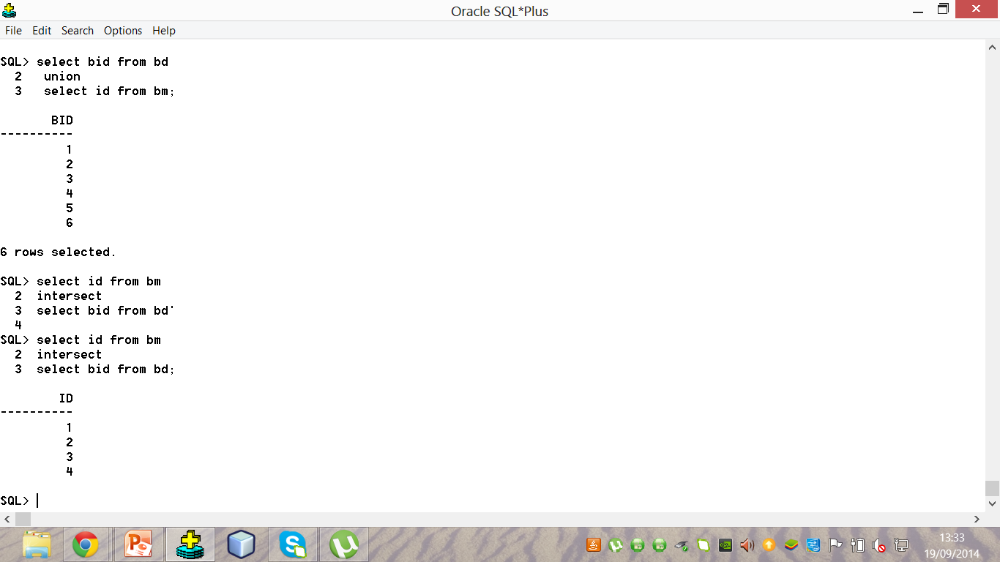 Oracle SQL*Plus
File Edit Search Options Help
SQL> select bid from bd
2 union
3 select id from bm;
BID
----------
1
2
3
4
5
6
6 rows selected.
SQL> select id from bm
2 intersect
3 select bid from bd'
4
SQL> select id from bm
2 intersect
3 select bid from bd;
ID
----------
1
2
3
4
SQL>
13:33
19/09/2014